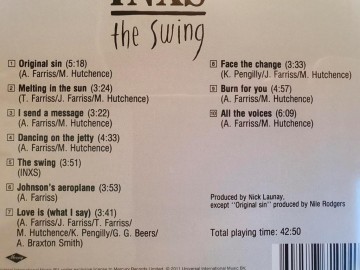 INXS
the swing
1 Original sin (5:18)
(A. Farriss/M. Hutchence)
2 Melting in the sun (3:24)
(T. Farriss/J. Farriss/M. Hutchence)
3 I send a message (3:22)
(A. Farriss/M. Hutchence)
4 Dancing on the jetty (4:33)
(A. Farriss/M. Hutchence)
5 The swing (3:51)
(INXS)
6 Johnson's aeroplane (3:53)
(A. Farriss)
7 Love is (what I say) (3:41)
(A. Farriss/J. Farriss/T. Farriss/
M. Hutchence/K. Pengilly/G. G. Beers/
A. Braxton Smith)
8 Face the change (3:33)
(K. Pengilly/J. Farriss/M. Hutchence)
9 Burn for you (4:57)
(A. Farriss/M. Hutchence)
10 All the voices (6:09)
(A. Farriss/M. Hutchence)
Produced by Nick Launay,
except "Original sin" produced by Nile Rodgers
Total playing time: 42:50